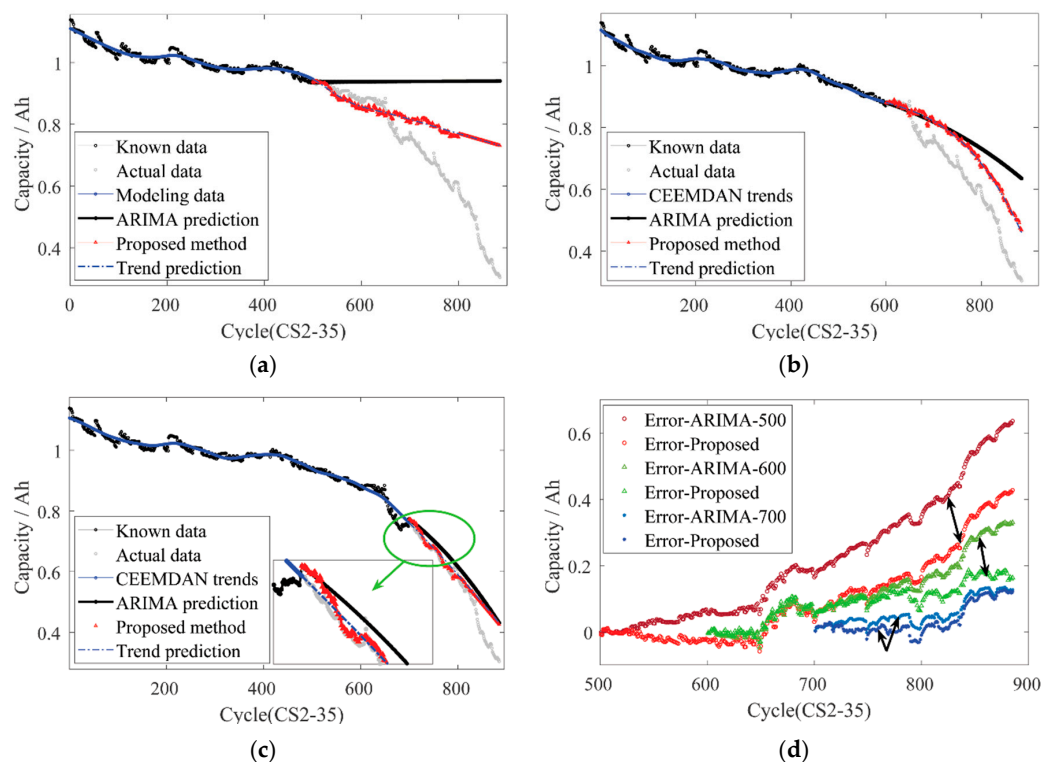 1
0.8
0.6
0.4
Capacity / Ah
Known data
Actual data
Modeling data
ARIMA prediction
Proposed method
Trend prediction
0 200 400 600 800
Cycle(CS2-35)
(a)
1
0.8
0.6
0.4
Capacity / Ah
Known data
Actual data
CEEMDAN trends
ARIMA prediction
Proposed method
Trend prediction
200 400 600 800
Cycle(CS2-35)
(b)
1
0.8
0.6
0.4
Capacity / Ah
Known data
Actual data
CEEMDAN trends
ARIMA prediction
Proposed method
Trend prediction
200 400 600 800
Cycle(CS2-35)
(c)
0.6
0.4
0.2
0
Capacity / Ah
Error-ARIMA-500
Error-Proposed
Error-ARIMA-600
Error-Proposed
Error-ARIMA-700
Error-Proposed
500 600 700 800 900
Cycle(CS2-35)
(d)